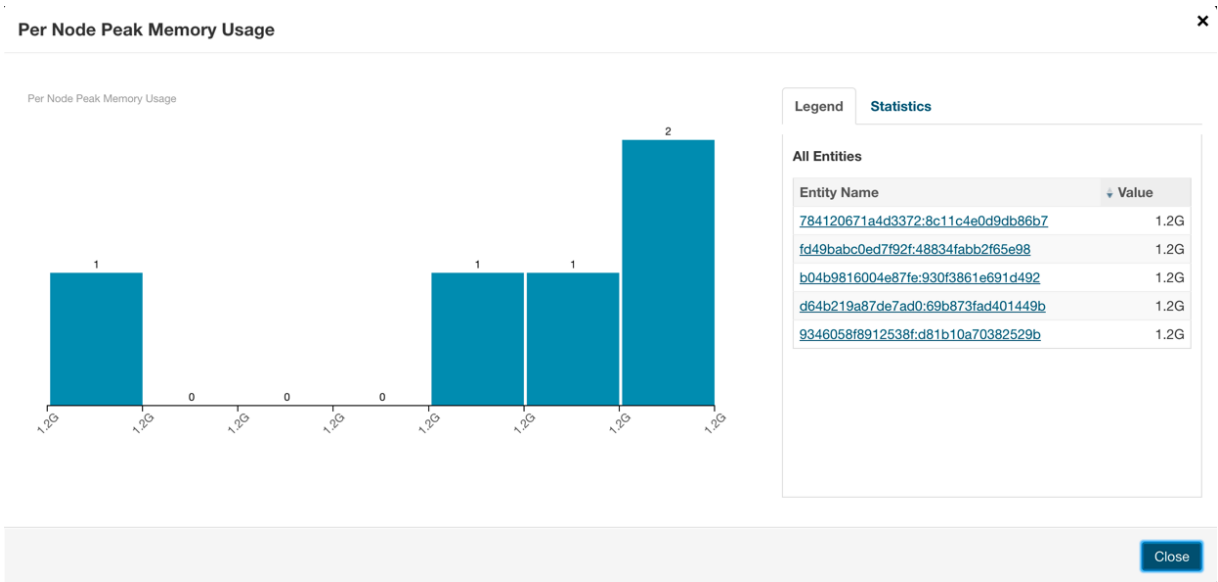 Per Node Peak Memory Usage
×
Per Node Peak Memory Usage
2
1
1
1
0
0
0
1.2G
1.2G
1.2G
1.2G
1.2G
1.2G
1.2G
1.2G
Legend
Statistics
All Entities
Entity Name Value
784120671a4d3372:8c11c4e0d9db86b7 1.2G
fd49babc0ed7f92f:48834fabb2f65e98 1.2G
b04b9816004e87fe:930f3861e691d492 1.2G
d64b219a87de7ad0:69b873fad401449b 1.2G
9346058f8912538f:d81b10a70382529b 1.2G
Close